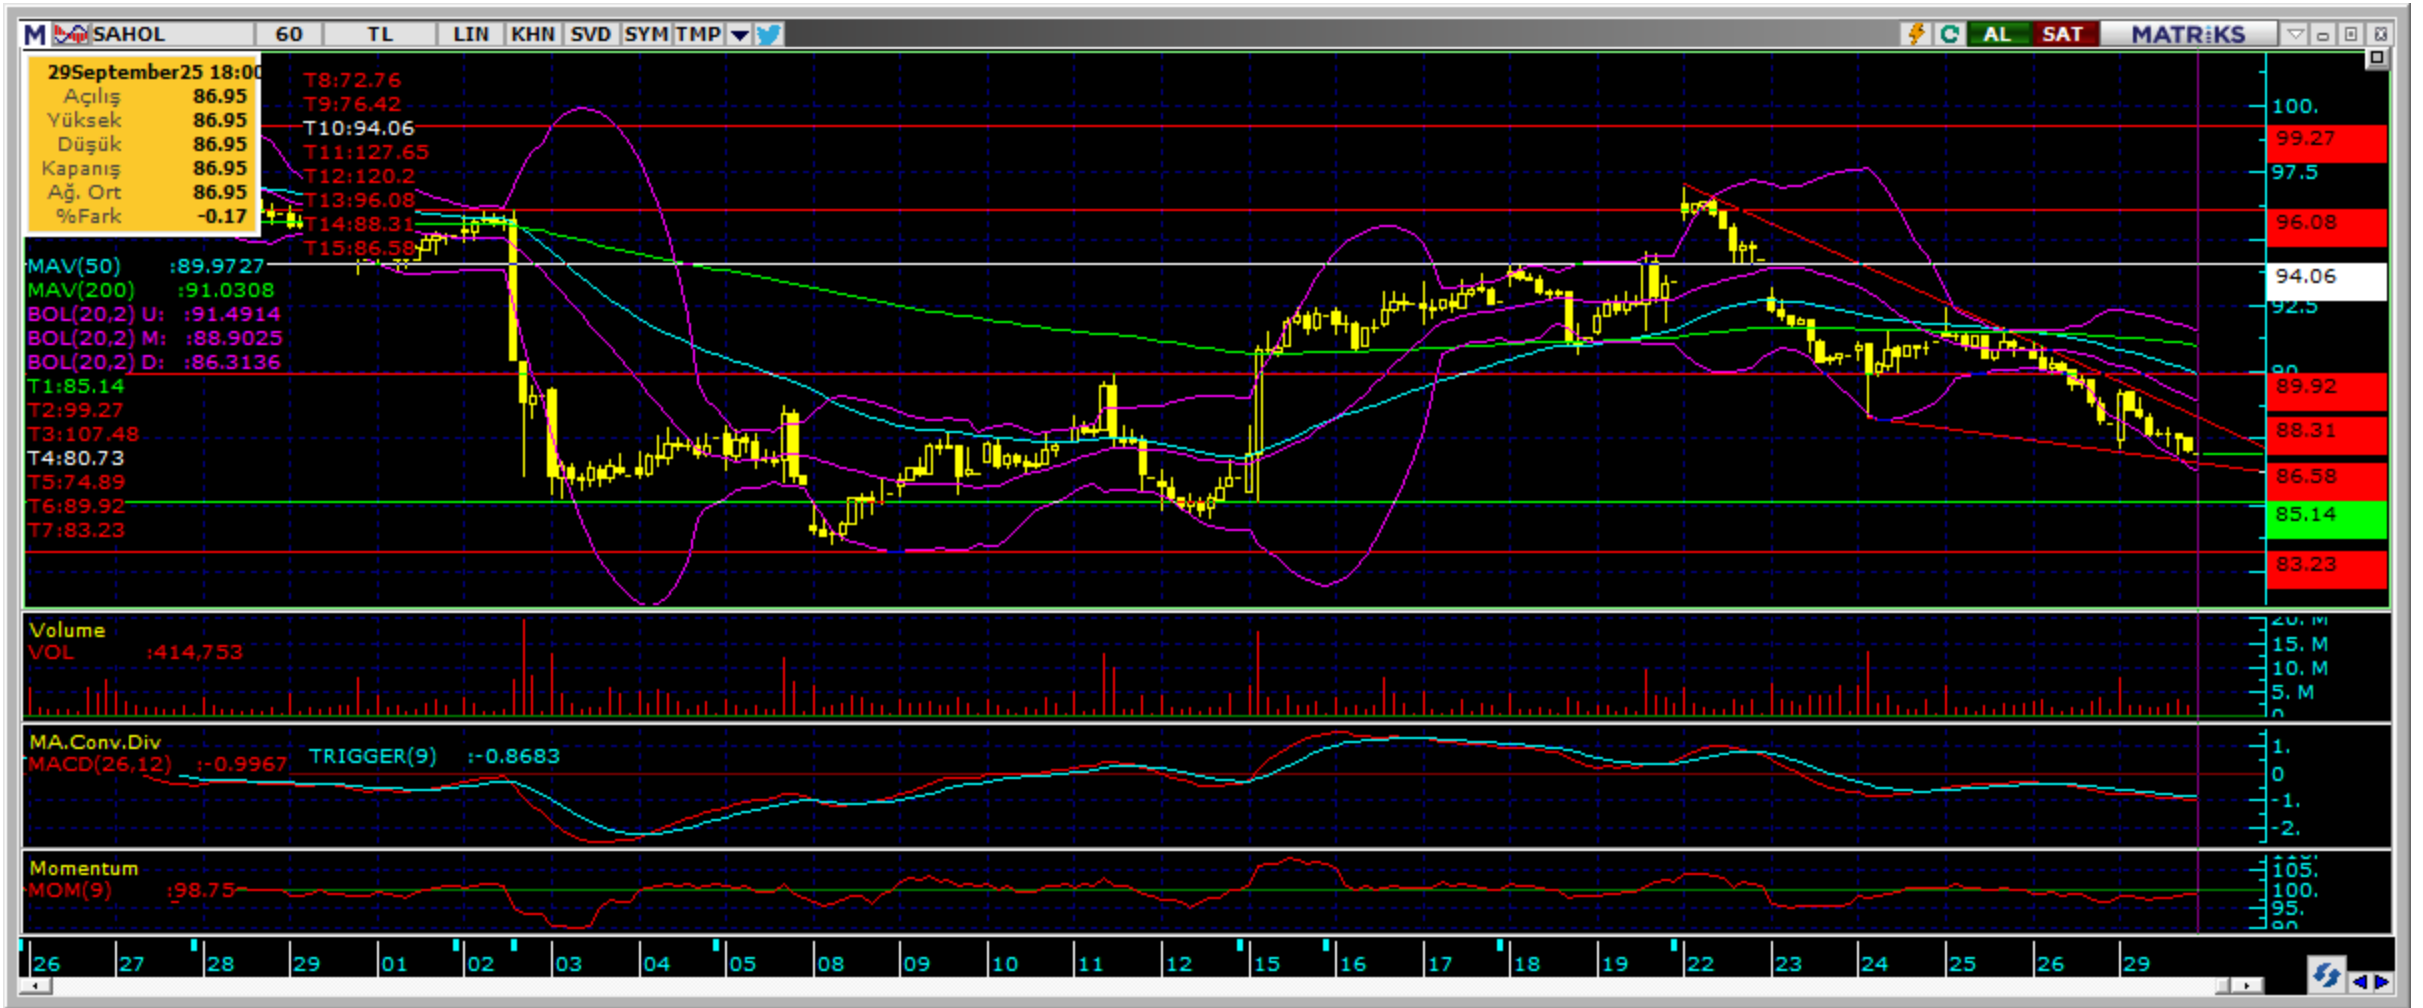 M SAHOL 60 TL LIN KHN SVD SYM TMP AL SAT MATRiKS
29September25 18:00
Açılış 86.95
Yüksek 86.95
Düşük 86.95
Kapanış 86.95
Ağ. Ort 86.95
%Fark -0.17
T8:72.76
T9:76.42
T10:94.06
T11:127.65
T12:120.2
T13:96.08
T14:88.31
T15:86.58
MAV(50) :89.9727
MAV(200) :91.0308
BOL(20,2) U: :91.4914
BOL(20,2) M: :88.9025
BOL(20,2) D: :86.3136
T1:85.14
T2:99.27
T3:107.48
T4:80.73
T5:74.89
T6:89.92
T7:83.23
100.
99.27
97.5
96.08
94.06
92.5
90
89.92
88.31
86.58
85.14
83.23
Volume
VOL :414,753
20. M
15. M
10. M
5. M
0
MA.Conv.Div
MACD(26,12) :-0.9967 TRIGGER(9) :-0.8683
1.
0
-1.
-2.
Momentum
MOM(9) :98.75
105.
100.
95.
90
26 27 28 29 01 02 03 04 05 08 09 10 11 12 15 16 17 18 19 22 23 24 25 26 29